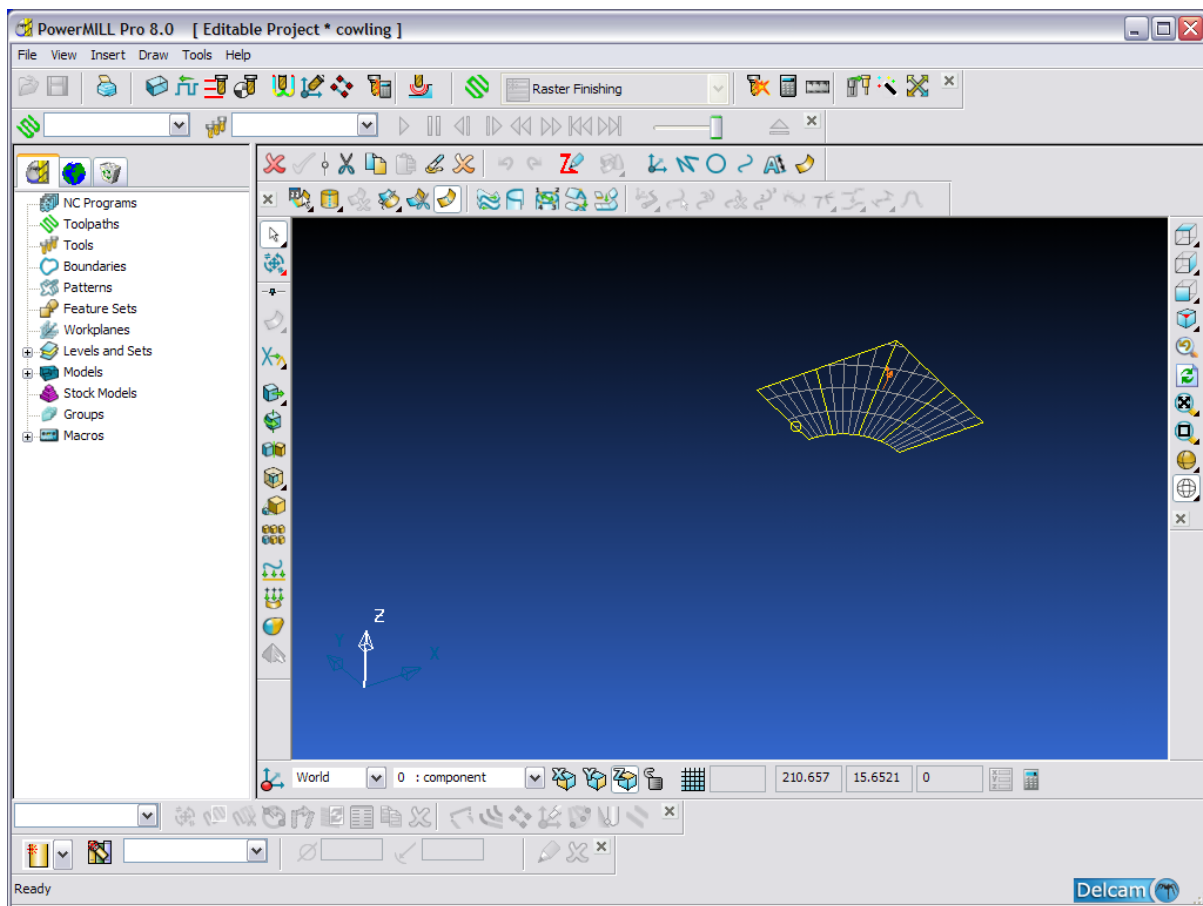 PowerMILL Pro 8.0 [ Editable Project * cowling ]
File View Insert Draw Tools Help
Raster Finishing
NC Programs
Toolpaths
Tools
Boundaries
Patterns
Feature Sets
Workplanes
Levels and Sets
Models
Stock Models
Groups
Macros
Z
Y
X
World 0 : component 210.657 15.6521 0
Ready
Delcam